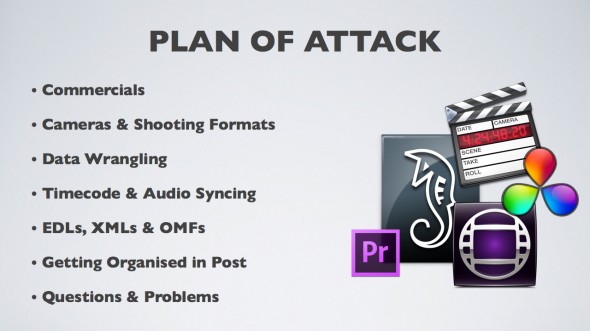 PLAN OF ATTACK
• Commercials
• Cameras & Shooting Formats
• Data Wrangling
• Timecode & Audio Syncing
• EDLs, XMLs & OMFs
• Getting Organised in Post
• Questions & Problems
DATE CAMERA
4:24:48:20
SCENE
TAKE
ROLL
Pr